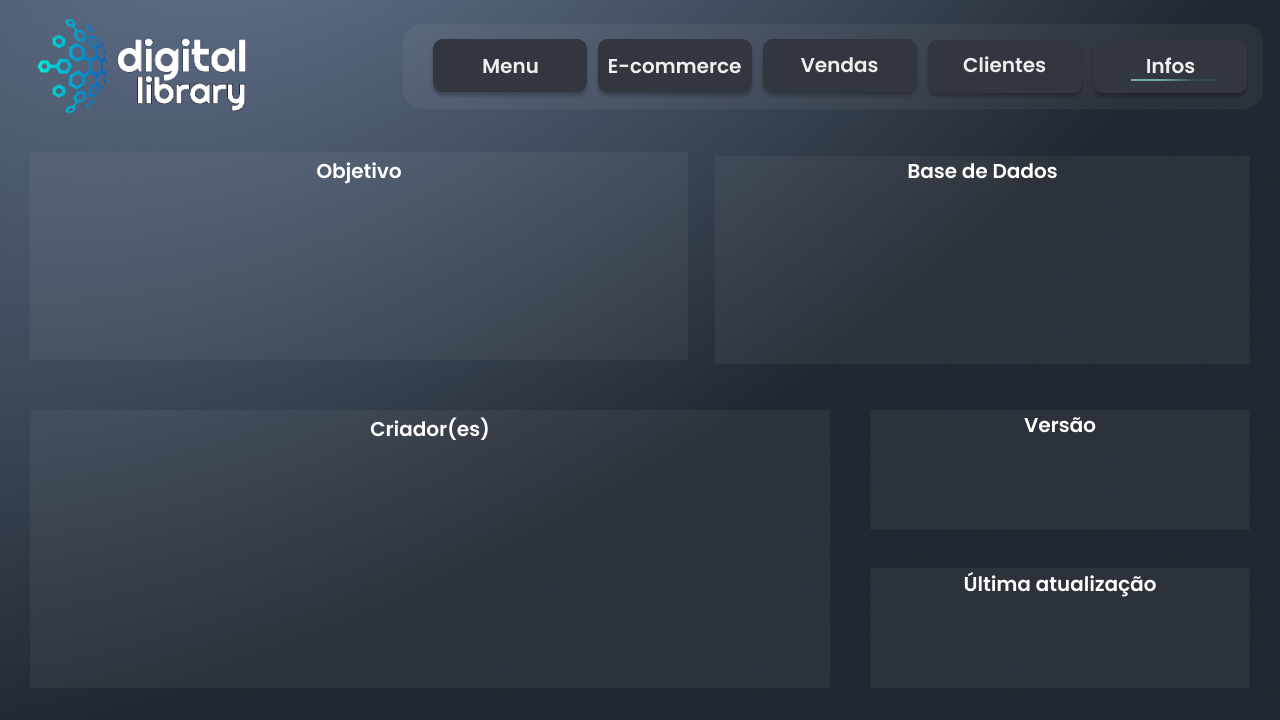 digital
library
Menu
E-commerce
Vendas
Clientes
Infos
Objetivo
Base de Dados
Criador(es)
Versão
Última atualização